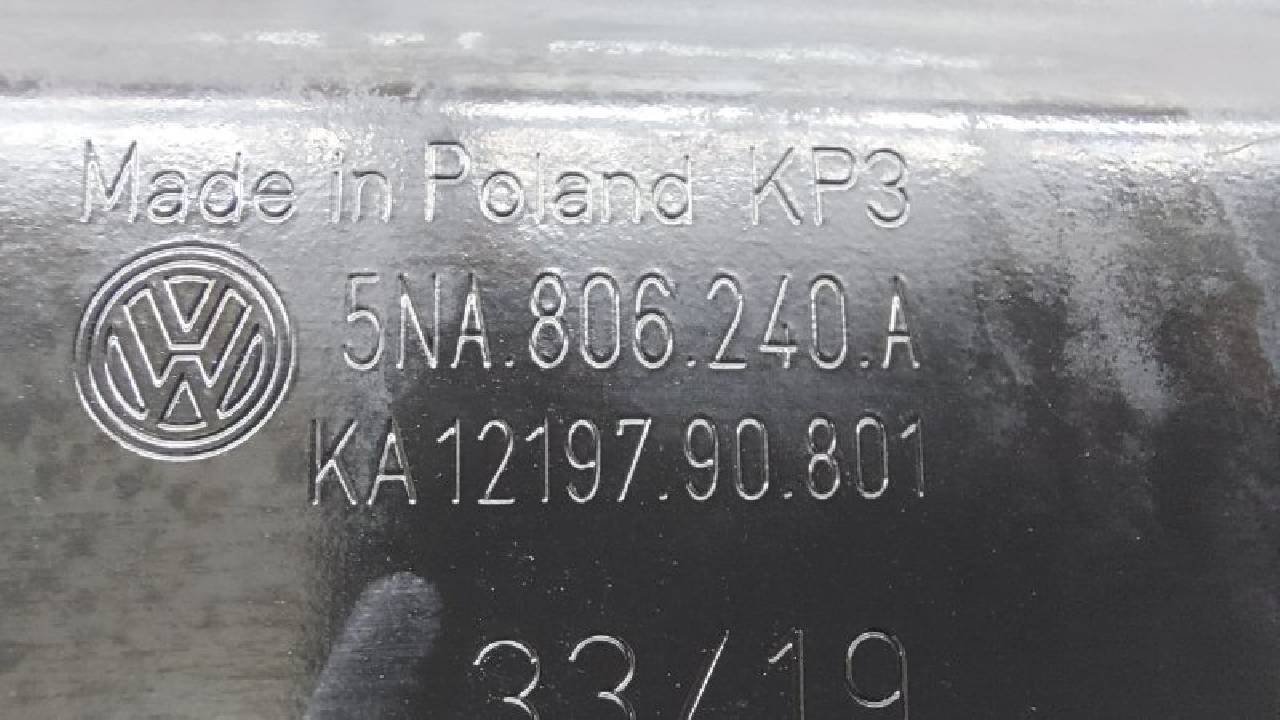 Made in Poland KP3
5NA.806.240.A
KA 12197.90.801
33/19